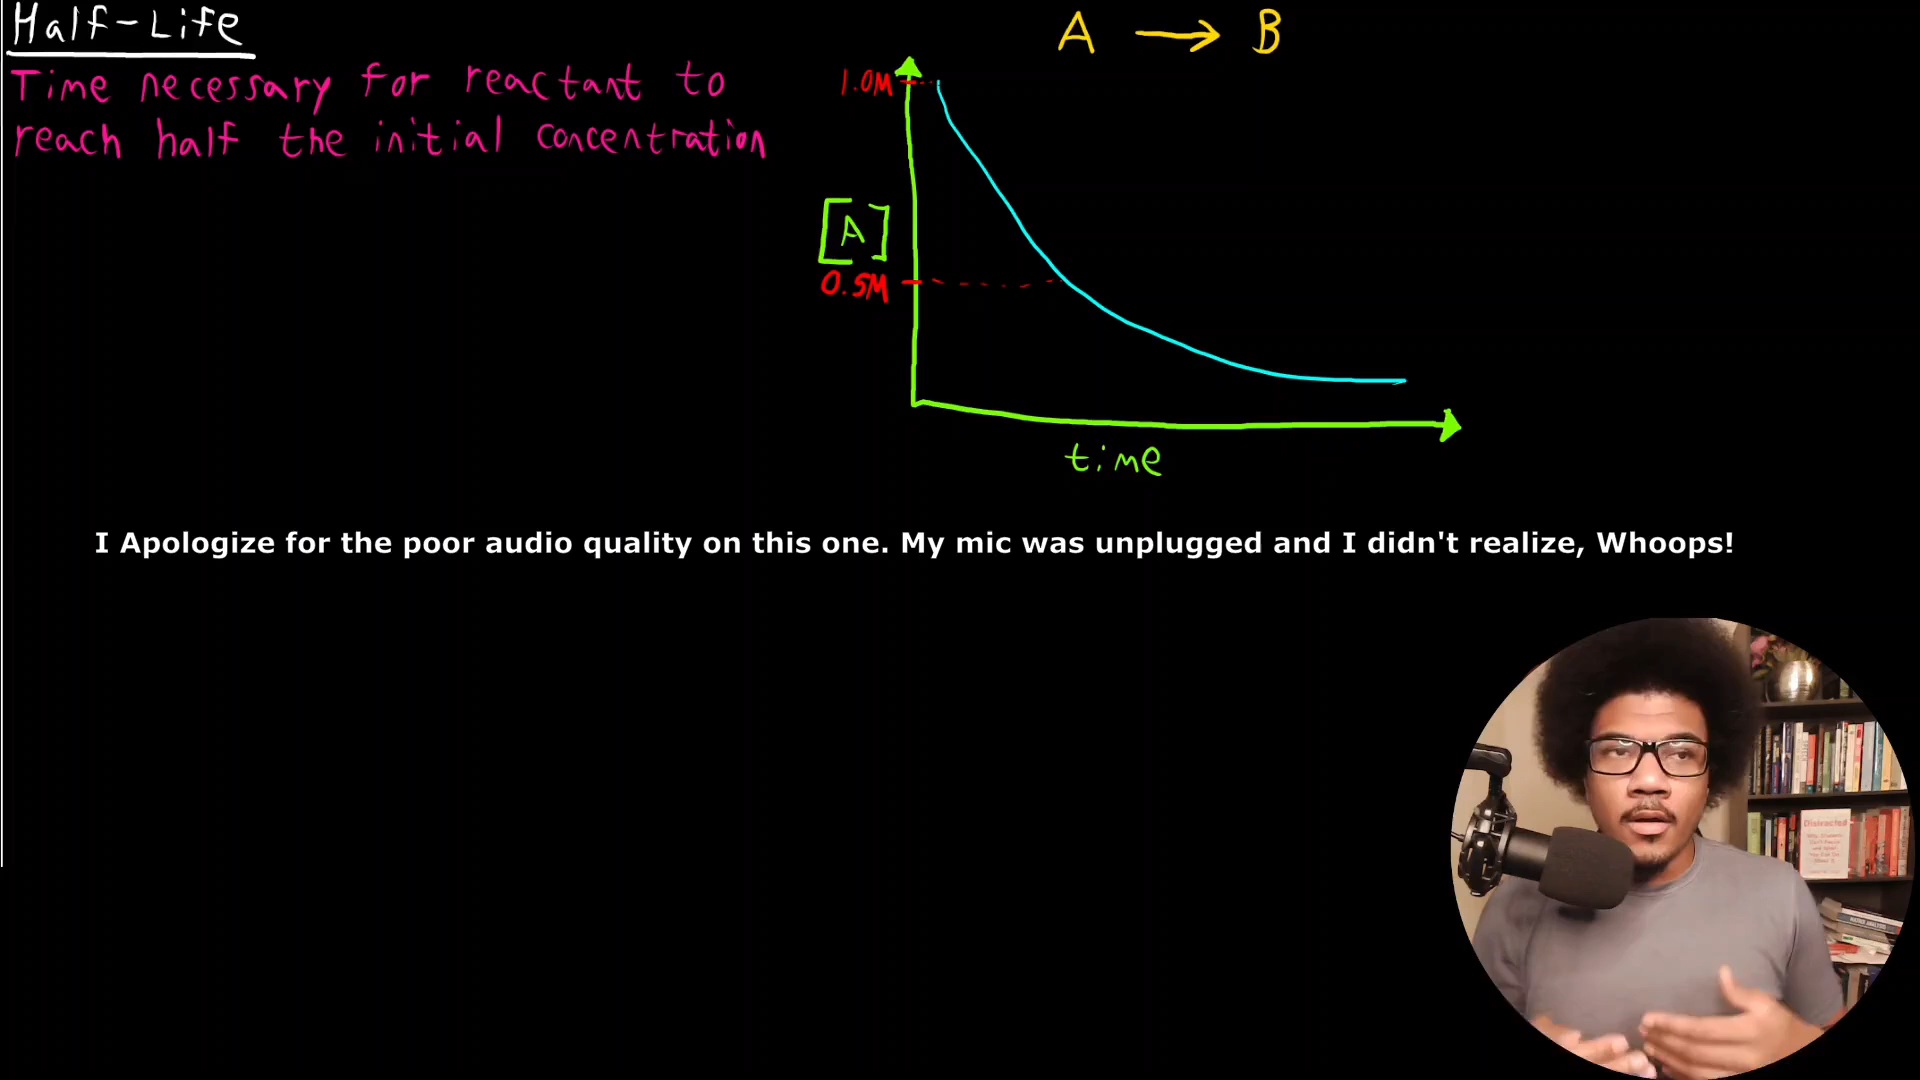 Half-Life
Time necessary for reactant to
reach half the initial concentration
A → B
1.0M
[A]
0.5M
time
I Apologize for the poor audio quality on this one. My mic was unplugged and I didn't realize, Whoops!
Distracted